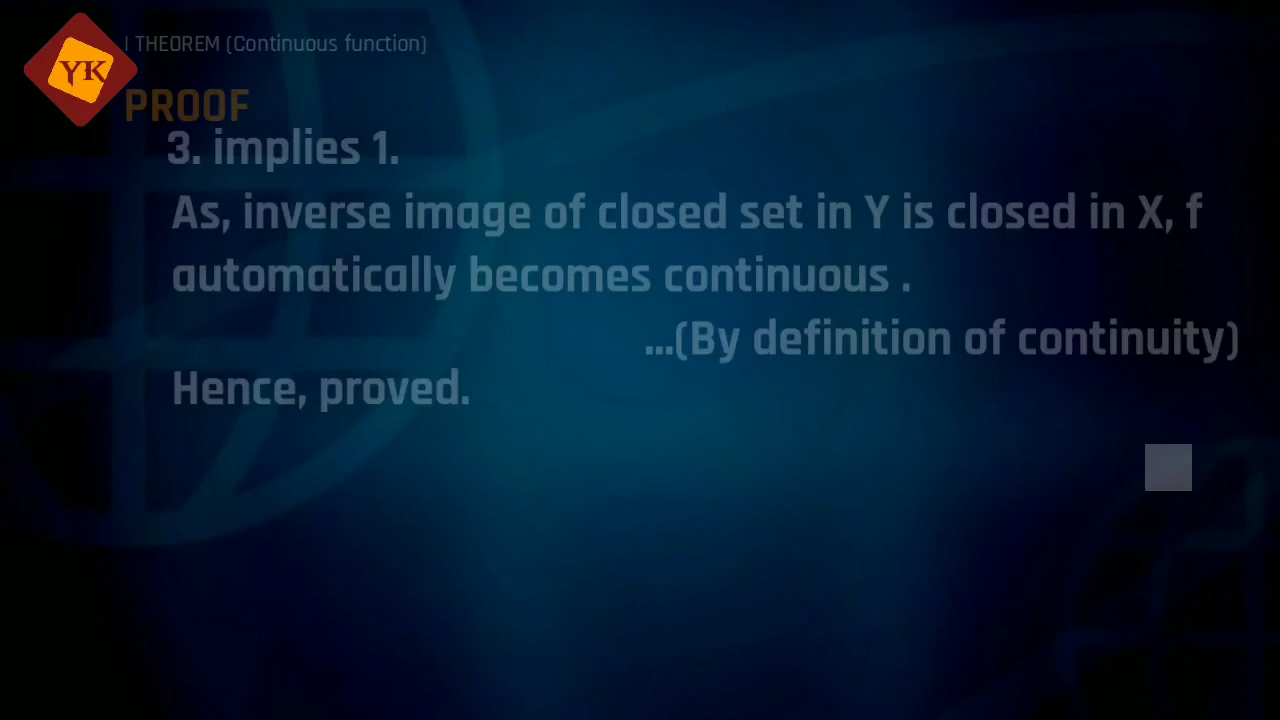 | THEOREM (Continuous function)
YK
PROOF
3. implies 1.
As, inverse image of closed set in Y is closed in X, f
automatically becomes continuous .
...(By definition of continuity)
Hence, proved.